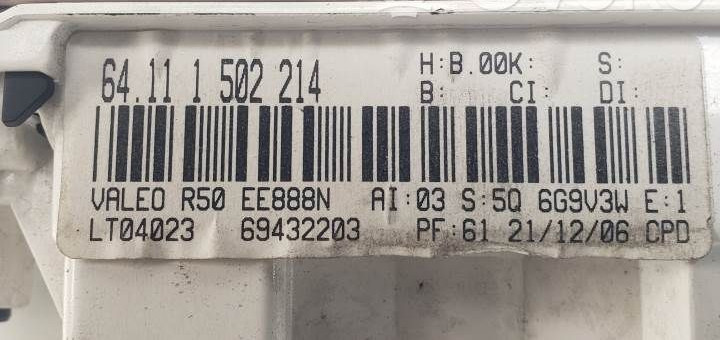 64.11 1 502 214 H:B.00K: S:
B: CI: DI:
VALEO R50 EE888N AI:03 S:5Q 6G9V3W E:1
LT04023 69432203 PF:61 21/12/06 CPD